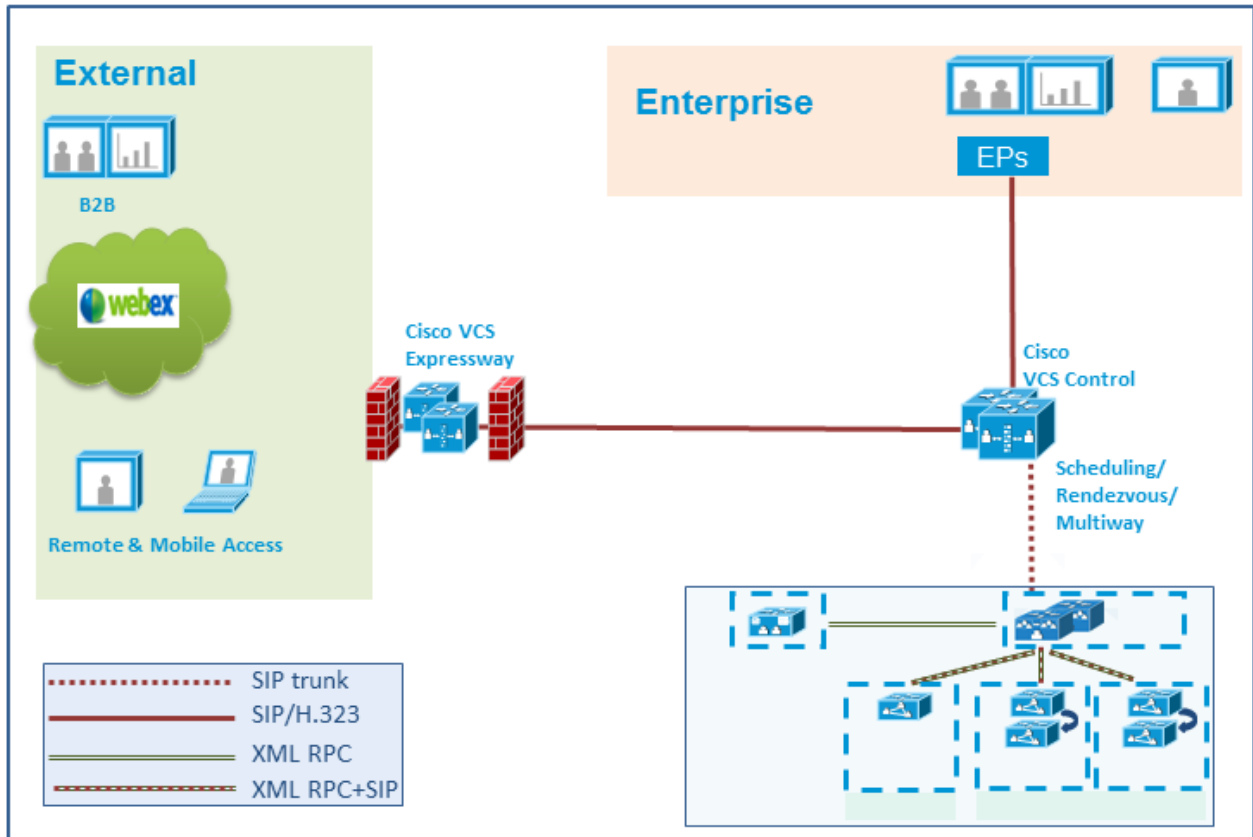 External
B2B
webex
Remote & Mobile Access
Cisco VCS
Expressway
Enterprise
EPs
Cisco
VCS Control
Scheduling/
Rendezvous/
Multiway
SIP trunk
SIP/H.323
XML RPC
XML RPC+SIP